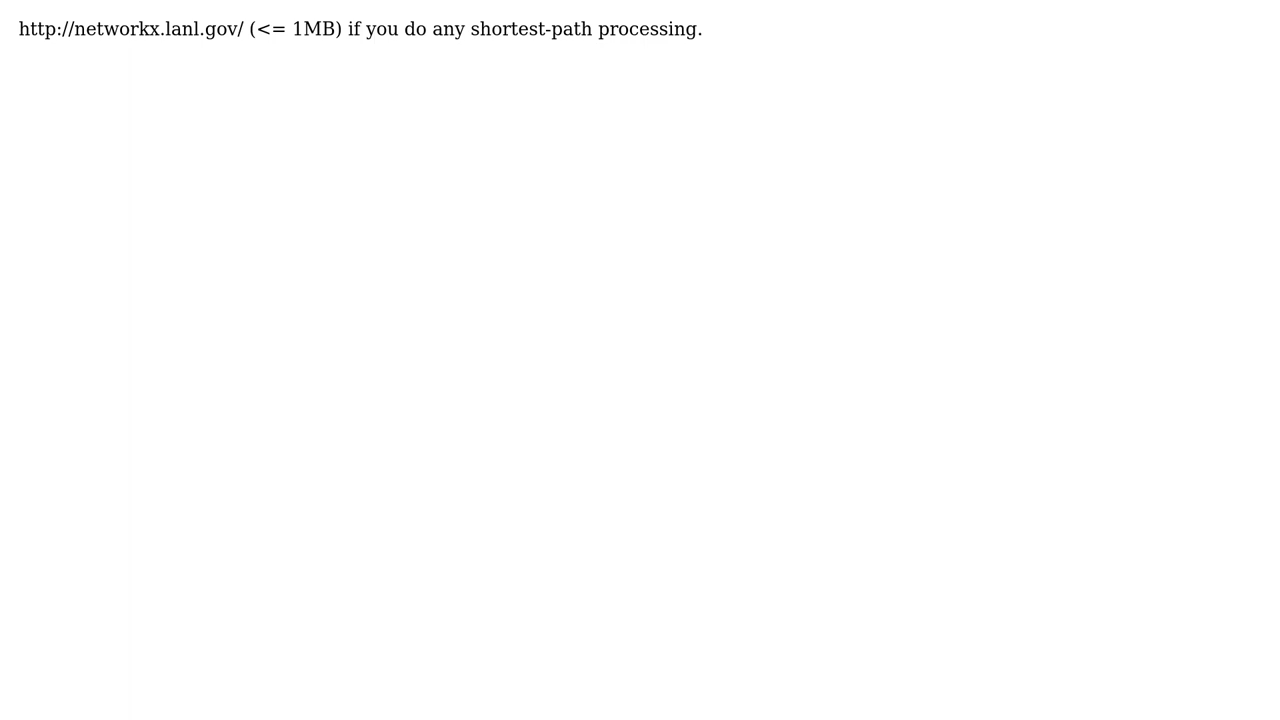 http://networkx.lanl.gov/ (<= 1MB) if you do any shortest-path processing.